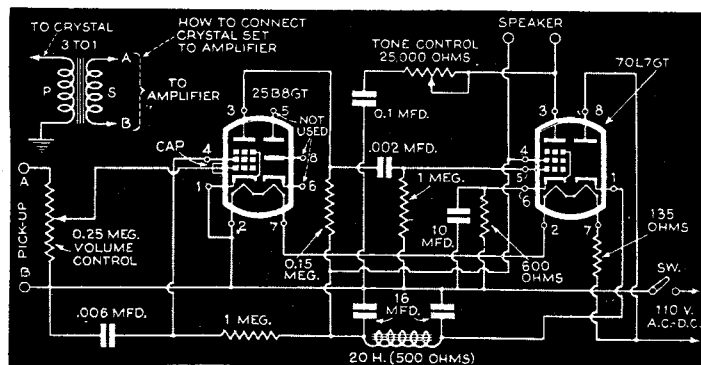 TO CRYSTAL
3 TO 1
P
S
A
B
HOW TO CONNECT
CRYSTAL SET
TO AMPLIFIER
TO
AMPLIFIER
SPEAKER
TONE CONTROL
25,000 OHMS
70L7GT
25B8GT
3
5
NOT
USED
8
6
4
CAP
1
2
7
0.1 MFD.
.002 MFD.
1 MEG.
3
8
4
5
6
1
2
7
A
PICK-UP
B
0.25 MEG.
VOLUME
CONTROL
0.15
MEG.
10
MFD.
600
OHMS
135
OHMS
SW.
.006 MFD.
1 MEG.
16
MFD.
20 H. (500 OHMS)
110 V.
A.C.-D.C.